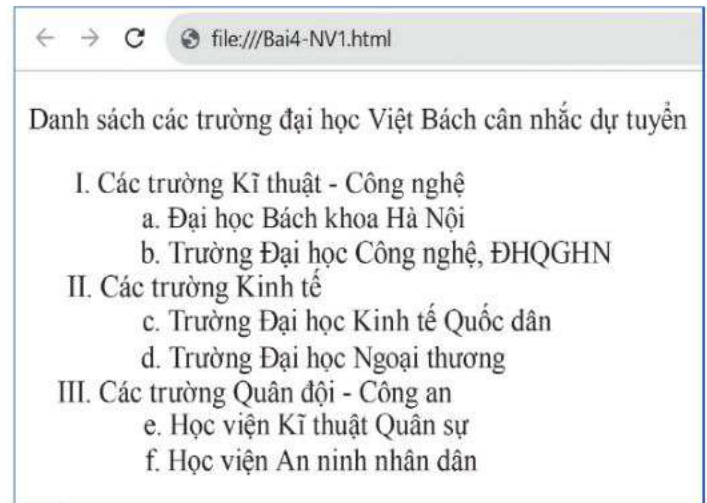 file:///Bai4-NV1.html
Danh sách các trường đại học Việt Bách cân nhắc dự tuyển
I. Các trường Kĩ thuật - Công nghệ
a. Đại học Bách khoa Hà Nội
b. Trường Đại học Công nghệ, ĐHQGHN
II. Các trường Kinh tế
c. Trường Đại học Kinh tế Quốc dân
d. Trường Đại học Ngoại thương
III. Các trường Quân đội - Công an
e. Học viện Kĩ thuật Quân sự
f. Học viện An ninh nhân dân